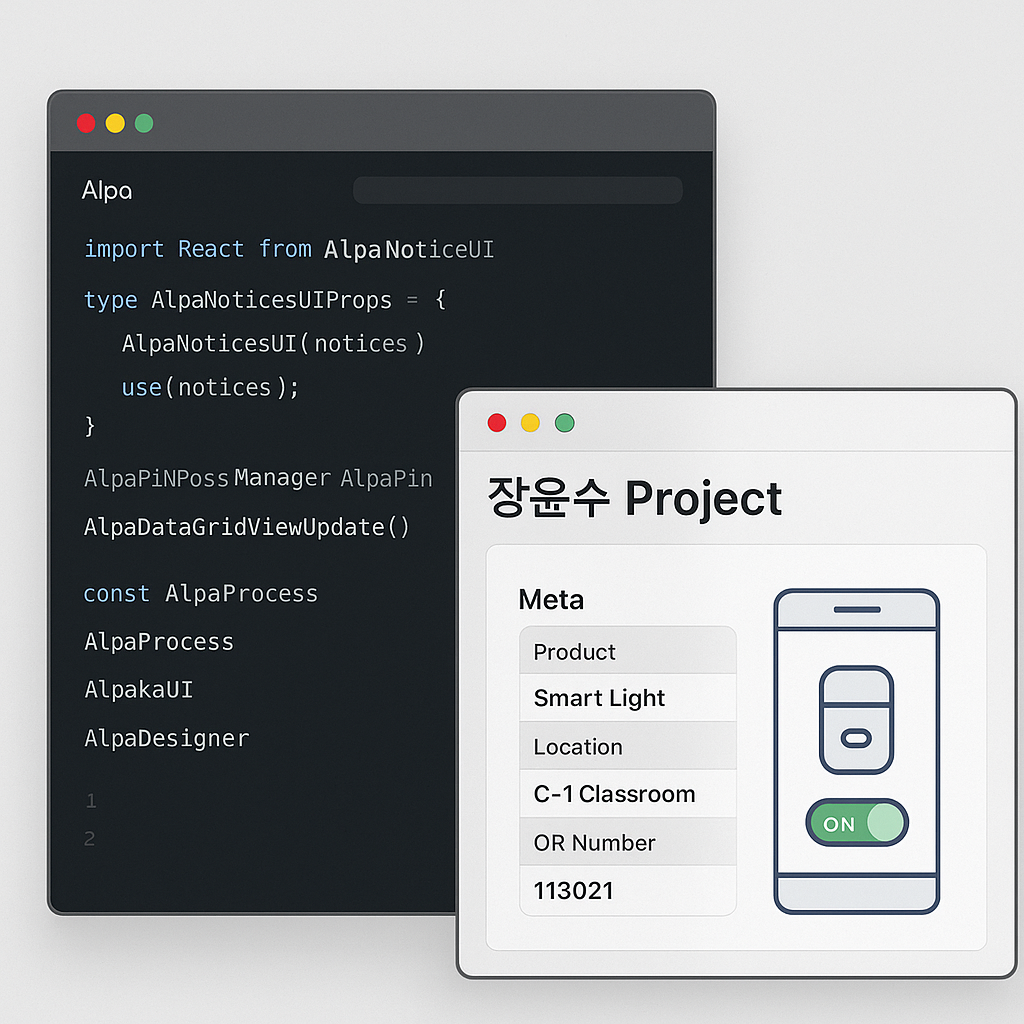 Alpa
import React from AlpaNoticeUI
type AlpaNoticesUIProps = {
AlpaNoticesUI(notices )
use(notices );
}
AlpaPiNPoss Manager AlpaPin
AlpaDataGridViewUpdate()
const AlpaProcess
AlpaProcess
AlpakaUI
AlpaDesigner
1
2
장윤수 Project
Meta
Product
Smart Light
Location
C-1 Classroom
OR Number
113021
ON